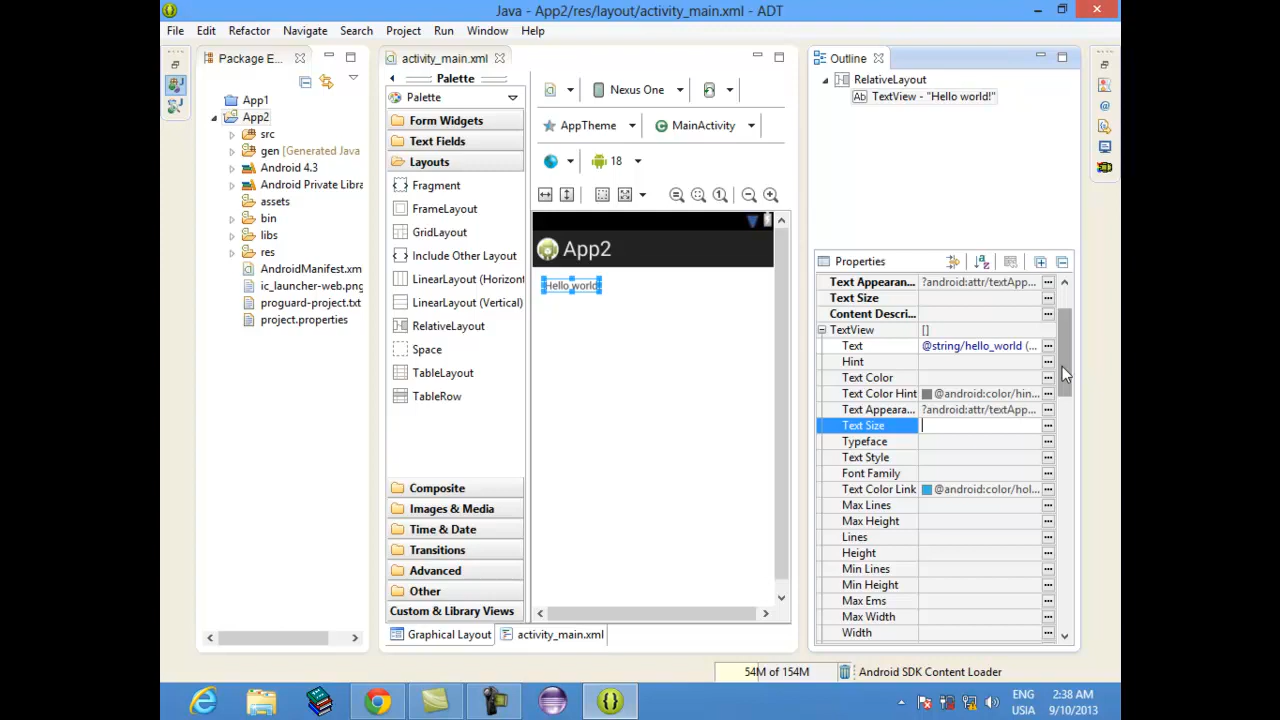 Java - App2/res/layout/activity_main.xml - ADT
File Edit Refactor Navigate Search Project Run Window Help
Package E...
App1
App2
src
gen [Generated Java
Android 4.3
Android Private Libra
assets
bin
libs
res
AndroidManifest.xm
ic_launcher-web.png
proguard-project.txt
project.properties
activity_main.xml
Palette
Palette
Form Widgets
Text Fields
Layouts
Fragment
FrameLayout
GridLayout
Include Other Layout
LinearLayout (Horizont
LinearLayout (Vertical)
RelativeLayout
Space
TableLayout
TableRow
Composite
Images & Media
Time & Date
Transitions
Advanced
Other
Custom & Library Views
Graphical Layout
activity_main.xml
Nexus One
AppTheme
MainActivity
18
App2
Hello world!
Outline
RelativeLayout
Ab TextView - "Hello world!"
Properties
Text Appearan... ?android:attr/textApp...
Text Size
Content Descri...
TextView []
Text @string/hello_world (...
Hint
Text Color
Text Color Hint @android:color/hin...
Text Appeara... ?android:attr/textApp...
Text Size
Typeface
Text Style
Font Family
Text Color Link @android:color/hol...
Max Lines
Max Height
Lines
Height
Min Lines
Min Height
Max Ems
Max Width
Width
54M of 154M
Android SDK Content Loader
ENG
USIA
2:38 AM
9/10/2013